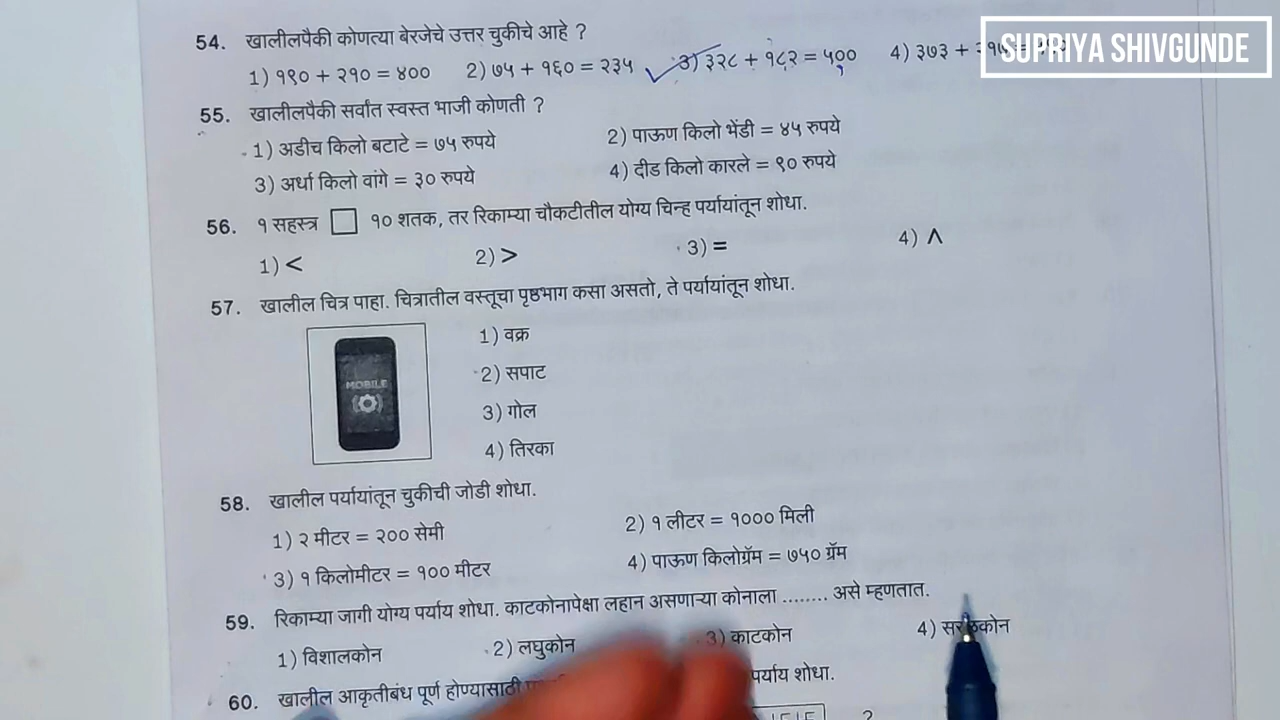 SUPRIYA SHIVGUNDE
54. खालीलपैकी कोणत्या बेरजेचे उत्तर चुकीचे आहे ?
1) १९० + २१० = ४०० 2) ७५ + १६० = २३५ 3) ३२८ + १८२ = ५०० 4) ३७३ +
55. खालीलपैकी सर्वांत स्वस्त भाजी कोणती ?
1) अडीच किलो बटाटे = ७५ रुपये 2) पाऊण किलो भेंडी = ४५ रुपये
3) अर्धा किलो वांगे = ३० रुपये 4) दीड किलो कारले = ९० रुपये
56. १ सहस्त्र □ १० शतक, तर रिकाम्या चौकटीतील योग्य चिन्ह पर्यायांतून शोधा.
1) < 2) > 3) = 4) ∧
57. खालील चित्र पाहा. चित्रातील वस्तूचा पृष्ठभाग कसा असतो, ते पर्यायांतून शोधा.
MOBILE
1) वक्र
2) सपाट
3) गोल
4) तिरका
58. खालील पर्यायांतून चुकीची जोडी शोधा.
1) २ मीटर = २०० सेमी 2) १ लीटर = १००० मिली
3) १ किलोमीटर = १०० मीटर 4) पाऊण किलोग्रॅम = ७५० ग्रॅम
59. रिकाम्या जागी योग्य पर्याय शोधा. काटकोनापेक्षा लहान असणाऱ्या कोनाला ........ असे म्हणतात.
1) विशालकोन 2) लघुकोन 3) काटकोन 4) सरळकोन
60. खालील आकृतीबंध पूर्ण होण्यासाठी पर्याय शोधा.
?